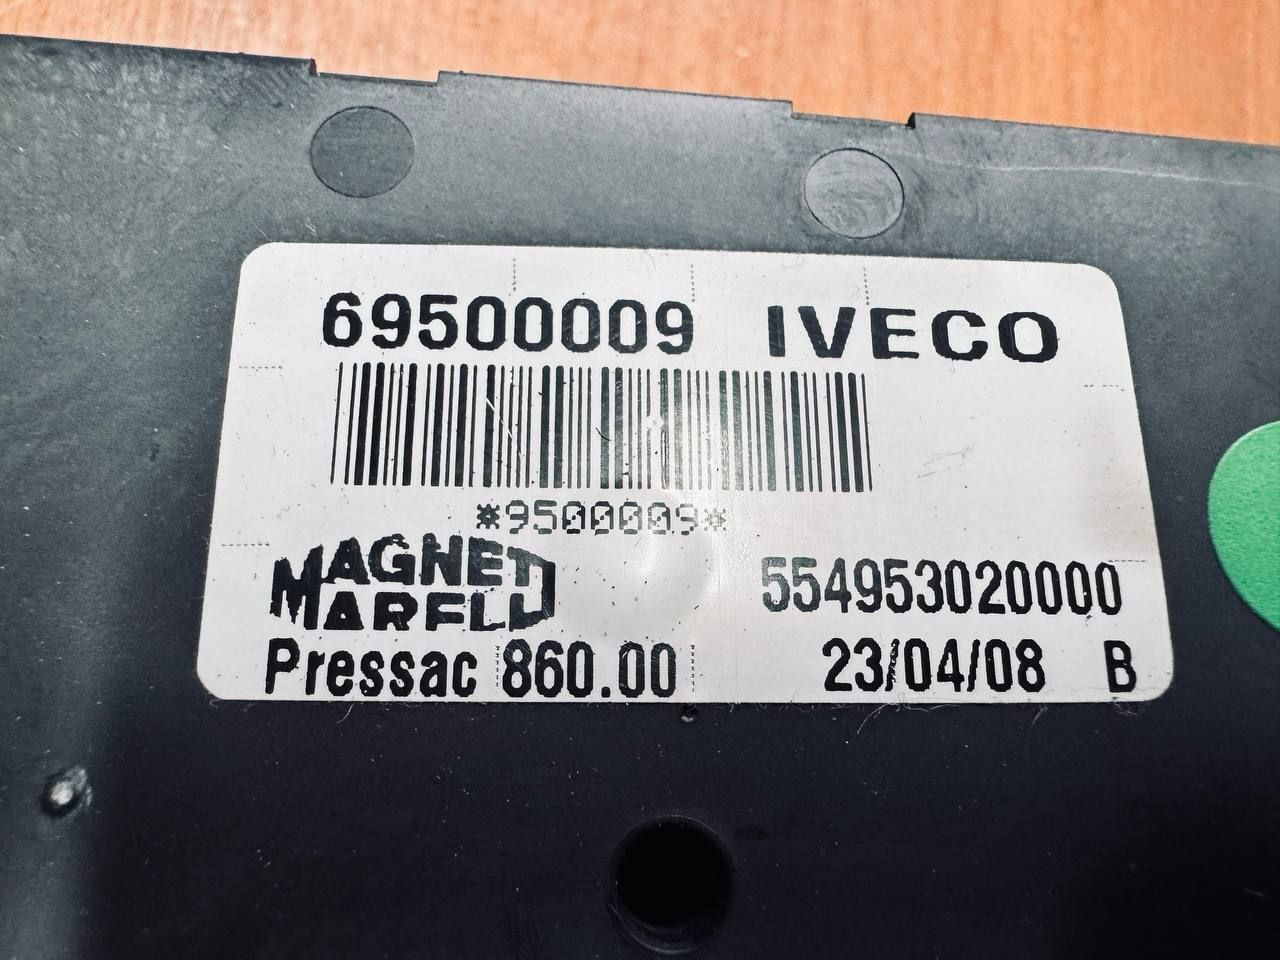 69500009 IVECO
*9500009*
MAGNETI
MARELLI
554953020000
Pressac 860.00 23/04/08 B